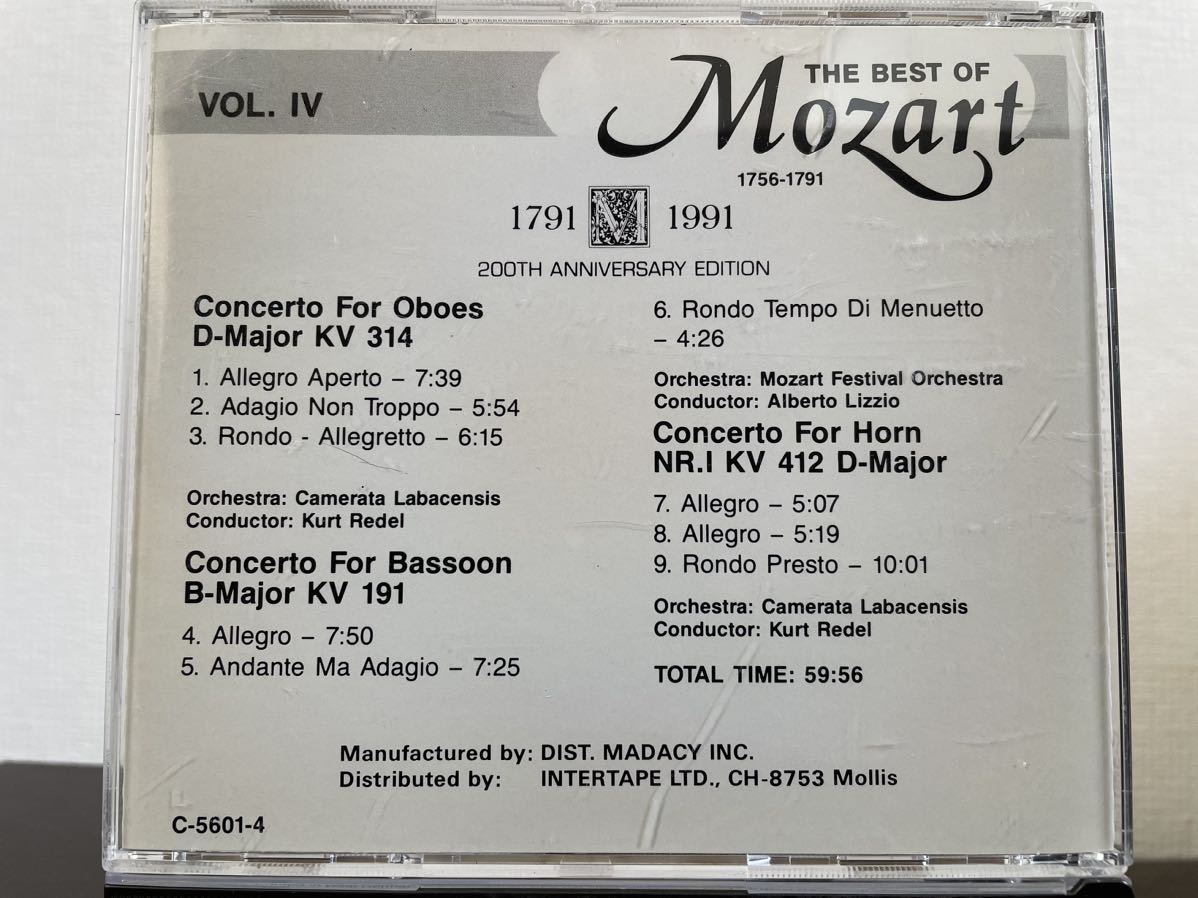 VOL. IV
THE BEST OF
Mozart
1756-1791
1791 M 1991
200TH ANNIVERSARY EDITION
Concerto For Oboes
D-Major KV 314
1. Allegro Aperto – 7:39
2. Adagio Non Troppo – 5:54
3. Rondo - Allegretto – 6:15
Orchestra: Camerata Labacensis
Conductor: Kurt Redel
Concerto For Bassoon
B-Major KV 191
4. Allegro – 7:50
5. Andante Ma Adagio – 7:25
6. Rondo Tempo Di Menuetto
– 4:26
Orchestra: Mozart Festival Orchestra
Conductor: Alberto Lizzio
Concerto For Horn
NR.I KV 412 D-Major
7. Allegro – 5:07
8. Allegro – 5:19
9. Rondo Presto – 10:01
Orchestra: Camerata Labacensis
Conductor: Kurt Redel
TOTAL TIME: 59:56
Manufactured by: DIST. MADACY INC.
Distributed by: INTERTAPE LTD., CH-8753 Mollis
C-5601-4